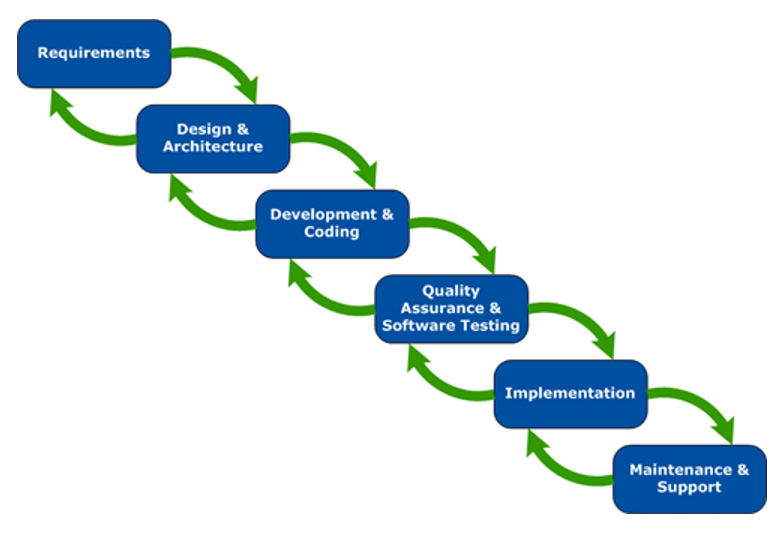 Requirements
Design &
Architecture
Development &
Coding
Quality
Assurance &
Software Testing
Implementation
Maintenance &
Support